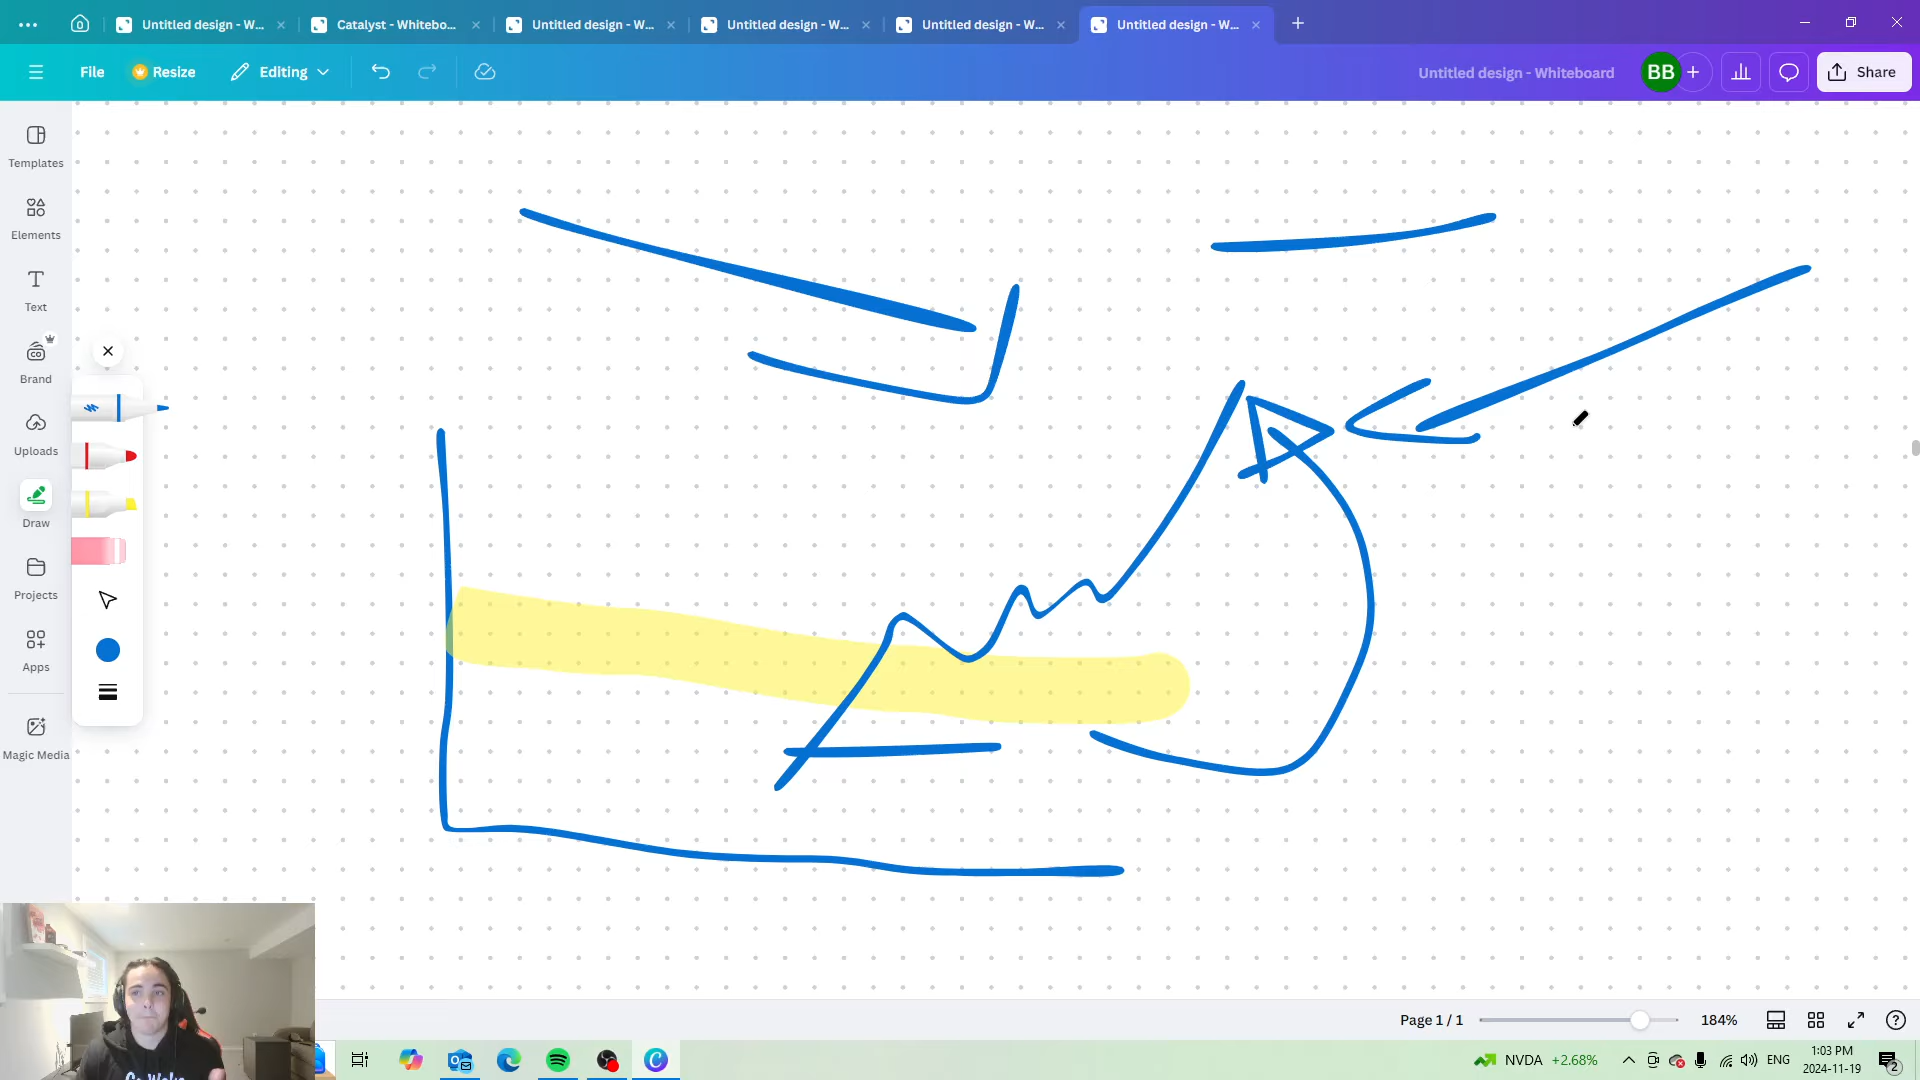 Untitled design - W...
Catalyst - Whitebo...
Untitled design - W...
Untitled design - W...
Untitled design - W...
Untitled design - W...
File
Resize
Editing
Untitled design - Whiteboard
BB
Share
Templates
Elements
Text
Brand
Uploads
Draw
Projects
Apps
Magic Media
Page 1 / 1
184%
NVDA +2.68%
ENG
1:03 PM
2024-11-19
2